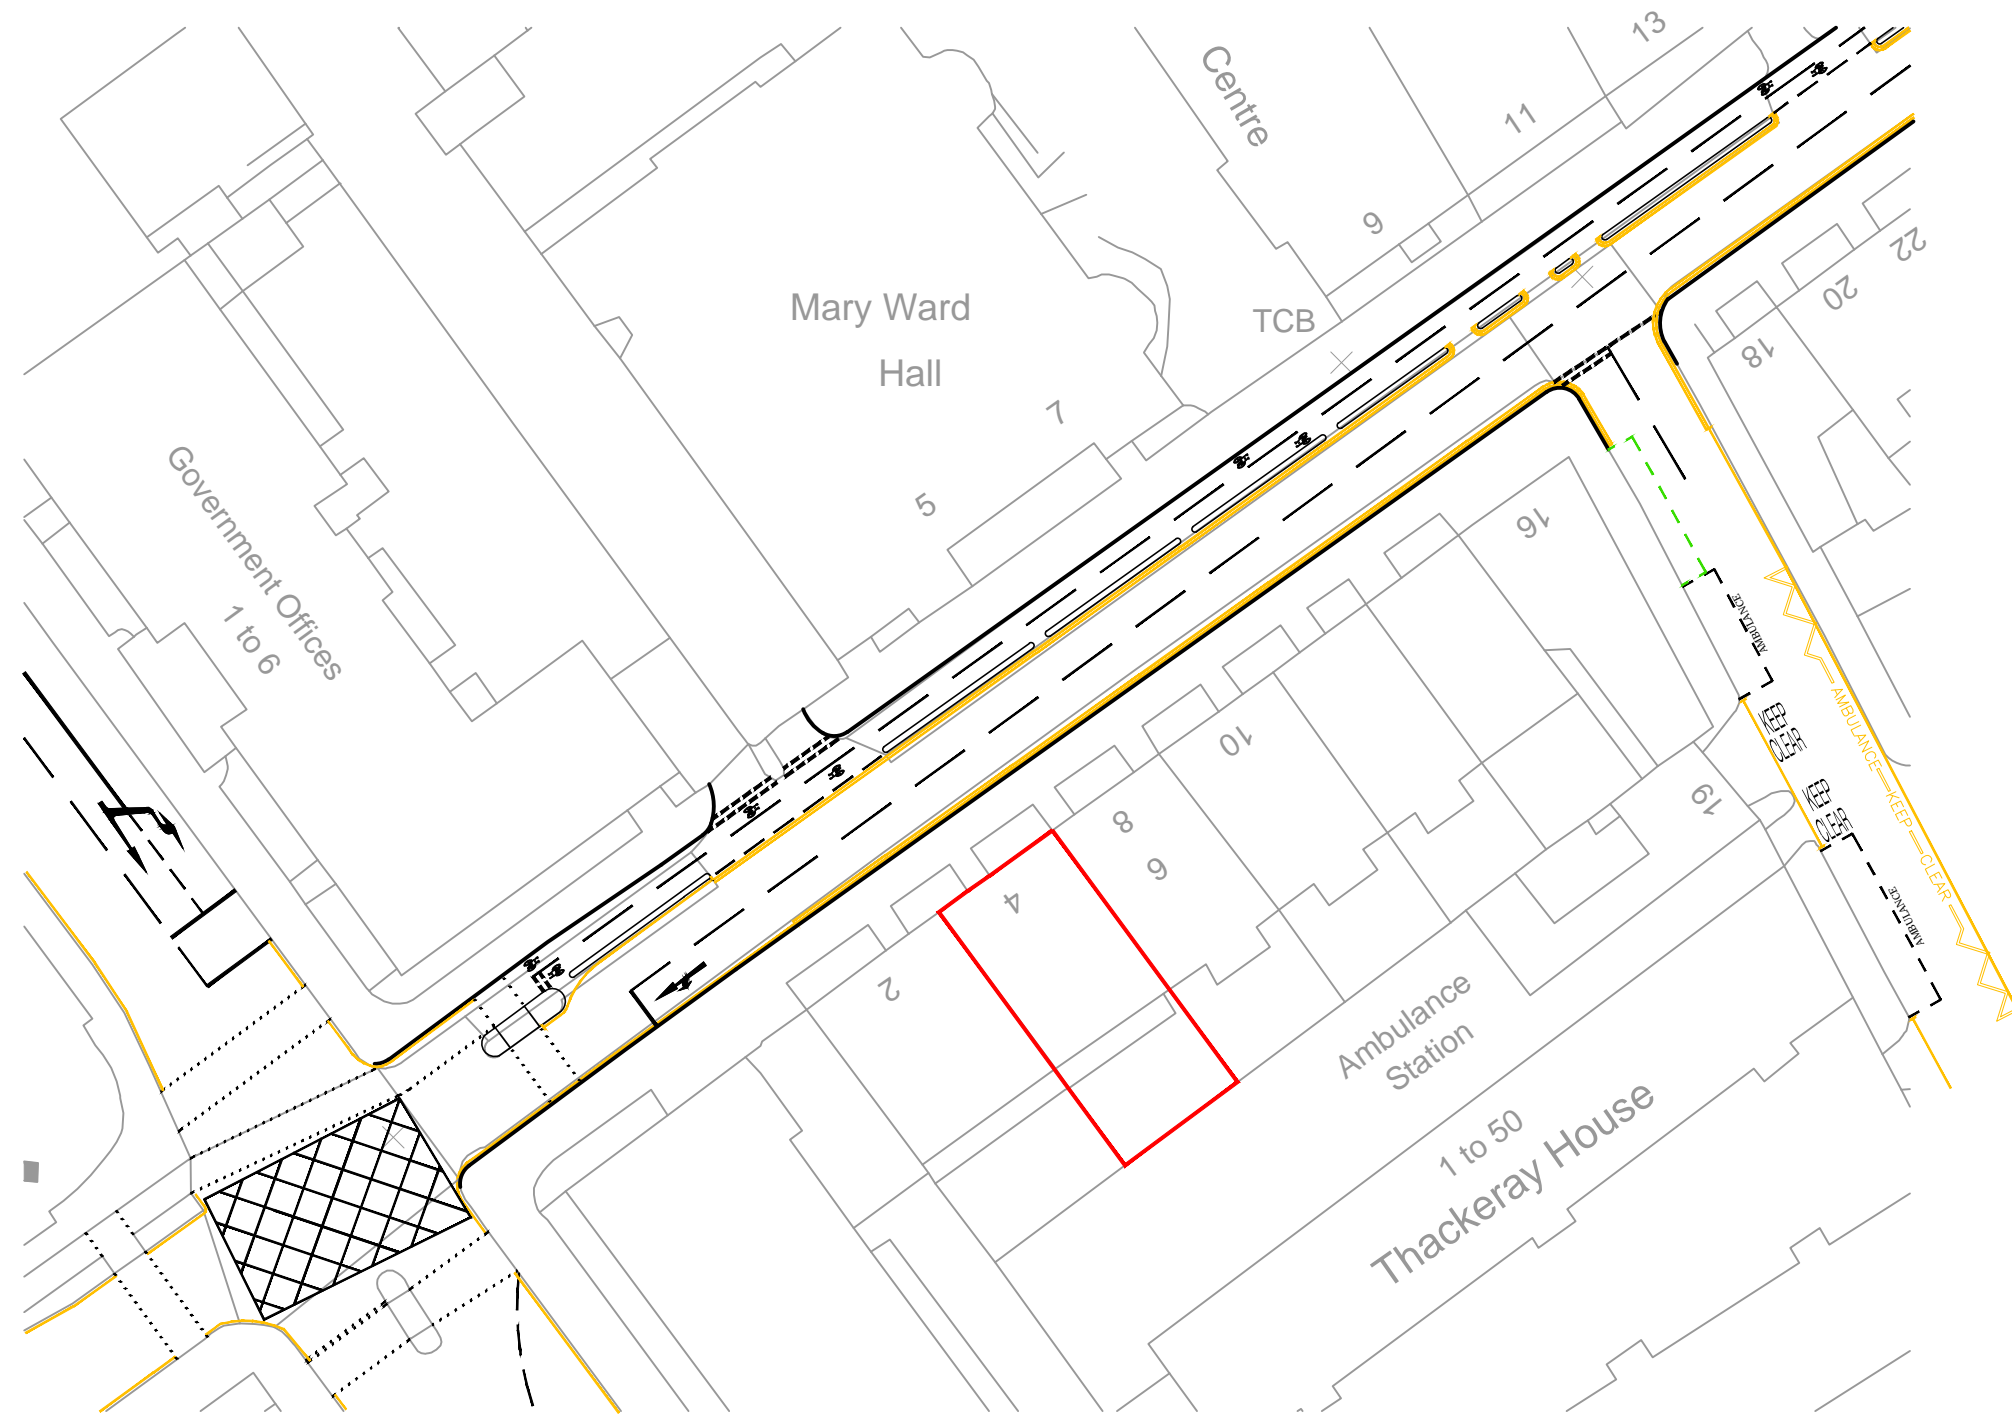 13
Centre
11
9
22
20
18
Mary Ward
Hall
TCB
7
5
16
Government Offices
1 to 6
10
8
6
4
2
19
AMBULANCE
KEEP
CLEAR
KEEP
CLEAR
AMBULANCE
AMBULANCE KEEP CLEAR
Ambulance
Station
1 to 50
Thackeray House